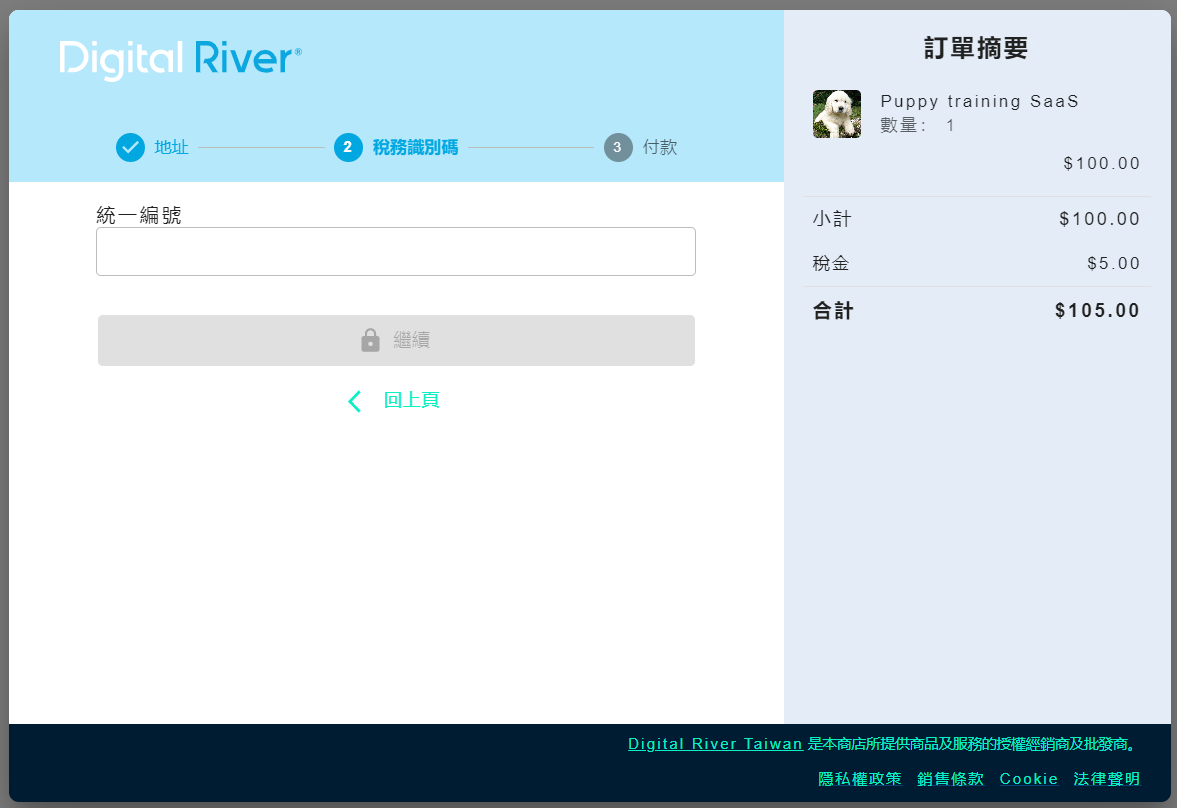 Digital River®
地址
2 稅務識別碼
3 付款
統一編號
繼續
回上頁
訂單摘要
Puppy training SaaS
數量： 1
$100.00
小計 $100.00
稅金 $5.00
合計 $105.00
Digital River Taiwan 是本商店所提供商品及服務的授權經銷商及批發商。
隱私權政策 銷售條款 Cookie 法律聲明